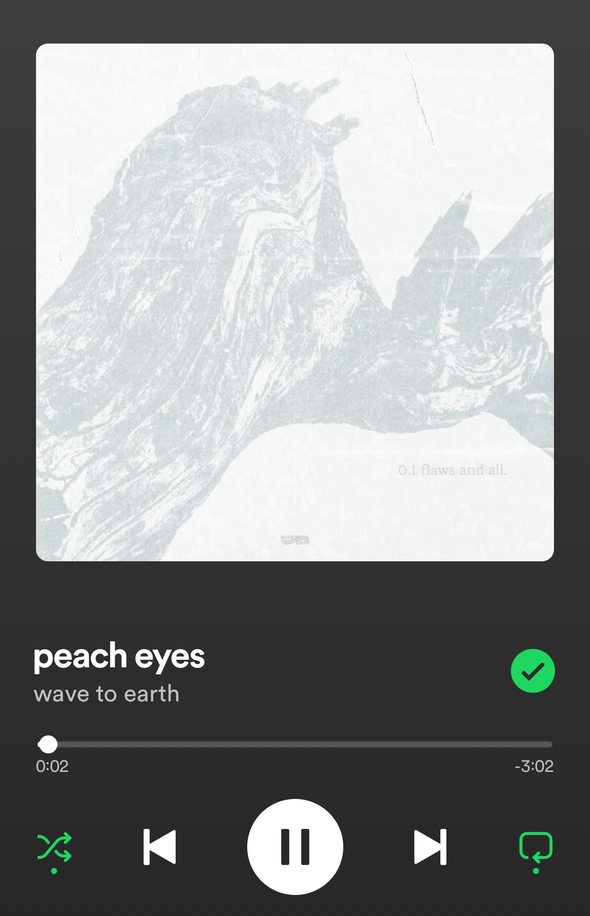 0.1 flaws and all.
peach eyes
wave to earth
0:02
-3:02